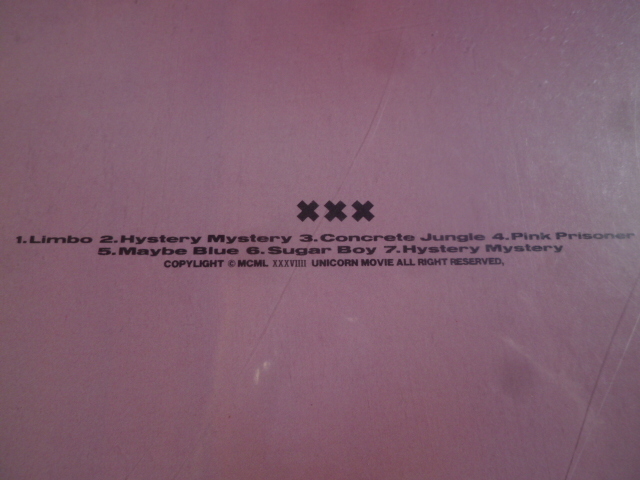 ✖✖✖
1.Limbo 2.Hystery Mystery 3.Concrete Jungle 4.Pink Prisoner
5.Maybe Blue 6.Sugar Boy 7.Hystery Mystery
COPYLIGHT © MCML XXXVIIII UNICORN MOVIE ALL RIGHT RESERVED,